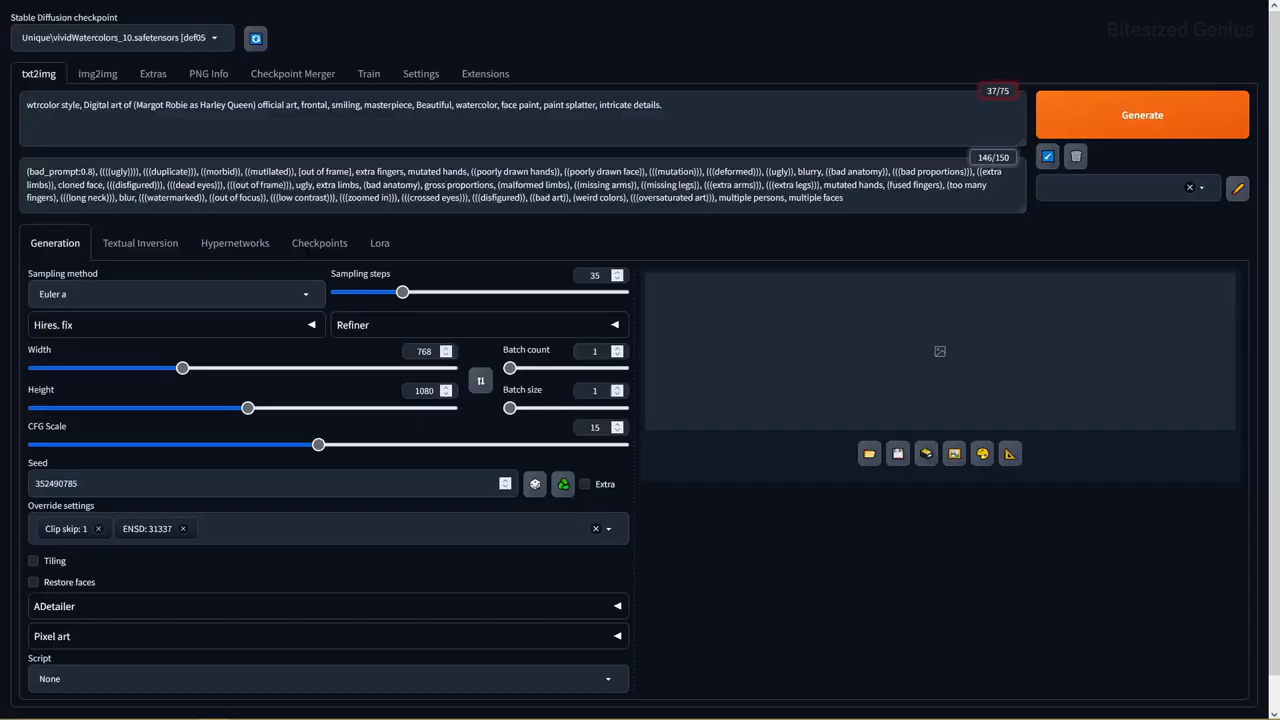 Stable Diffusion checkpoint
Bitesized Genius
Unique\vividWatercolors_10.safetensors [def05
txt2img img2img Extras PNG Info Checkpoint Merger Train Settings Extensions
37/75
wtrcolor style, Digital art of (Margot Robie as Harley Queen) official art, frontal, smiling, masterpiece, Beautiful, watercolor, face paint, paint splatter, intricate details.
Generate
146/150
(bad_prompt:0.8), ((((ugly)))), (((duplicate))), ((morbid)), ((mutilated)), [out of frame], extra fingers, mutated hands, ((poorly drawn hands)), ((poorly drawn face)), (((mutation))), (((deformed))), ((ugly)), blurry, ((bad anatomy)), (((bad proportions))), ((extra
limbs)), cloned face, (((disfigured))), (((dead eyes))), (((out of frame))), ugly, extra limbs, (bad anatomy), gross proportions, (malformed limbs), ((missing arms)), ((missing legs)), (((extra arms))), (((extra legs))), mutated hands, (fused fingers), (too many
fingers), (((long neck))), blur, (((watermarked)), ((out of focus)), (((low contrast))), (((zoomed in))), (((crossed eyes))), (((disfigured)), ((bad art)), (weird colors), (((oversaturated art))), multiple persons, multiple faces
Generation Textual Inversion Hypernetworks Checkpoints Lora
Sampling method
Sampling steps
35
Euler a
Hires. fix
Refiner
Width
768
Batch count
1
Height
1080
Batch size
1
CFG Scale
15
Seed
352490785
Extra
Override settings
Clip skip: 1
ENSD: 31337
Tiling
Restore faces
ADetailer
Pixel art
Script
None